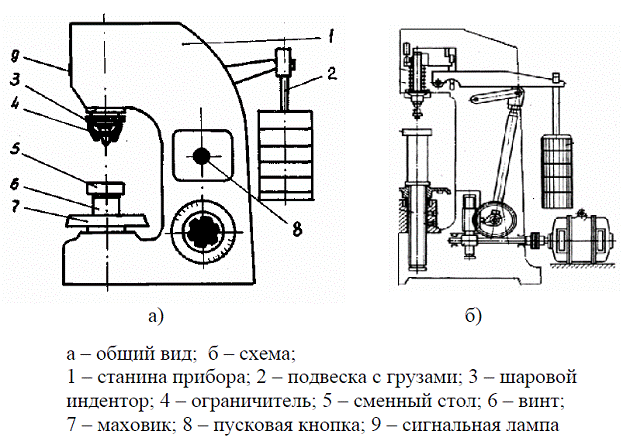 1
9
2
3
4
5
6
7
8
а)
б)
а – общий вид; б – схема;
1 – станина прибора; 2 – подвеска с грузами; 3 – шаровой
индентор; 4 – ограничитель; 5 – сменный стол; 6 – винт;
7 – маховик; 8 – пусковая кнопка; 9 – сигнальная лампа